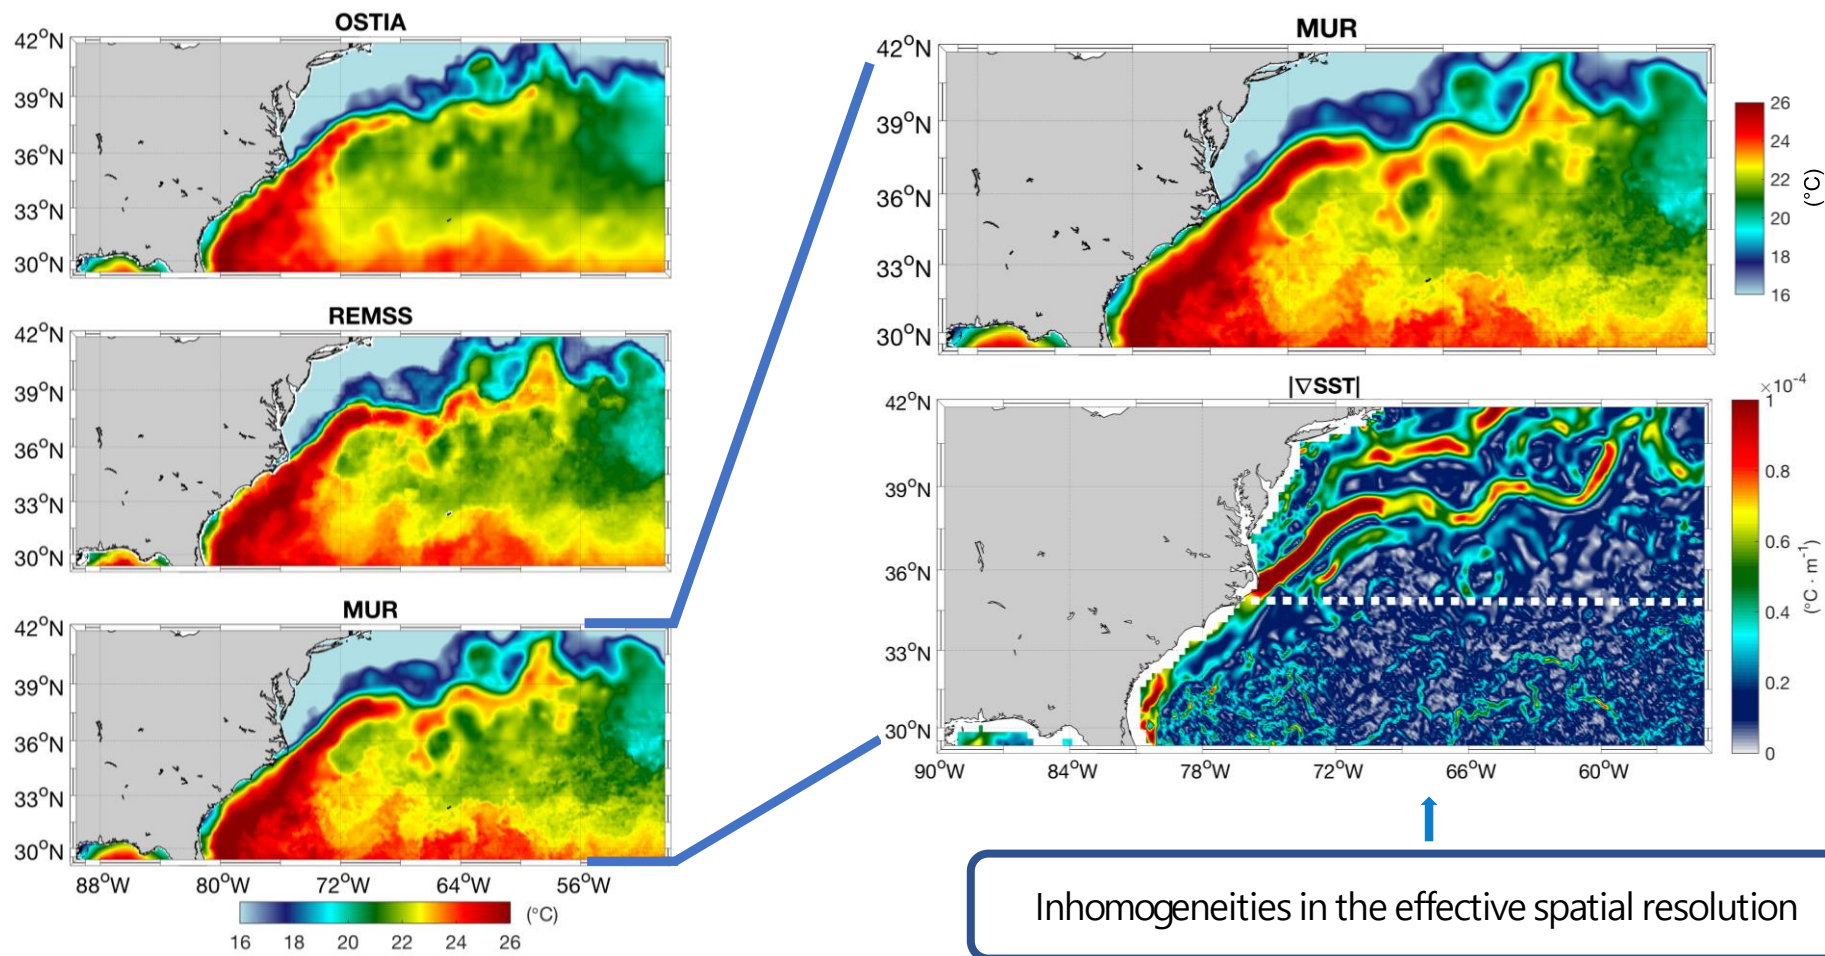 OSTIA
42°N
39°N
36°N
33°N
30°N
REMSS
42°N
39°N
36°N
33°N
30°N
MUR
42°N
39°N
36°N
33°N
30°N
88°W 80°W 72°W 64°W 56°W
(°C)
16 18 20 22 24 26
MUR
42°N
39°N
36°N
33°N
30°N
26
24
22
20
18
16
(°C)
|∇SST|
42°N
39°N
36°N
33°N
30°N
90°W 84°W 78°W 72°W 66°W 60°W
×10⁻⁴
1
0.8
0.6
0.4
0.2
0
(°C · m⁻¹)
Inhomogeneities in the effective spatial resolution